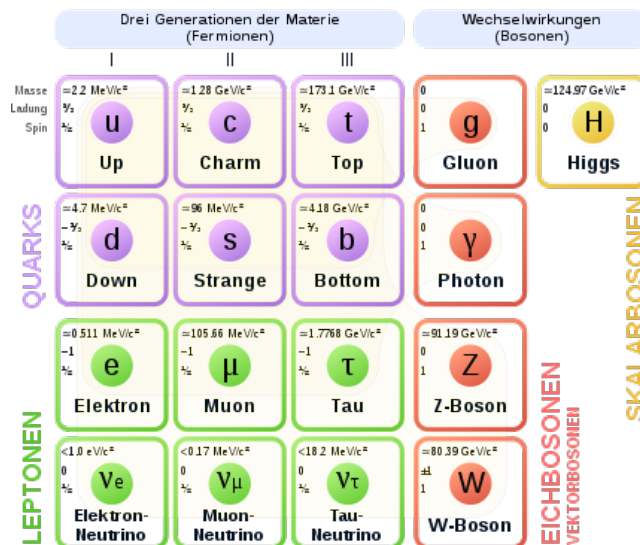 Drei Generationen der Materie
(Fermionen)
Wechselwirkungen
(Bosonen)
I
II
III
Masse
Ladung
Spin
≃2.2 MeV/c²
⅔
½
u
Up
≃1.28 GeV/c²
⅔
½
c
Charm
≃173.1 GeV/c²
⅔
½
t
Top
0
0
1
g
Gluon
≃124.97 GeV/c²
0
0
H
Higgs
QUARKS
≃4.7 MeV/c²
−⅓
½
d
Down
≃96 MeV/c²
−⅓
½
s
Strange
≃4.18 GeV/c²
−⅓
½
b
Bottom
0
0
1
γ
Photon
SKALARBOSONEN
≃0.511 MeV/c²
−1
½
e
Elektron
≃105.66 MeV/c²
−1
½
μ
Muon
≃1.7768 GeV/c²
−1
½
τ
Tau
≃91.19 GeV/c²
0
1
Z
Z-Boson
LEPTONEN
<1.0 eV/c²
0
½
νe
Elektron-
Neutrino
<0.17 MeV/c²
0
½
νμ
Muon-
Neutrino
<18.2 MeV/c²
0
½
ντ
Tau-
Neutrino
≃80.39 GeV/c²
±1
1
W
W-Boson
EICHBOSONEN
VEKTORBOSONEN